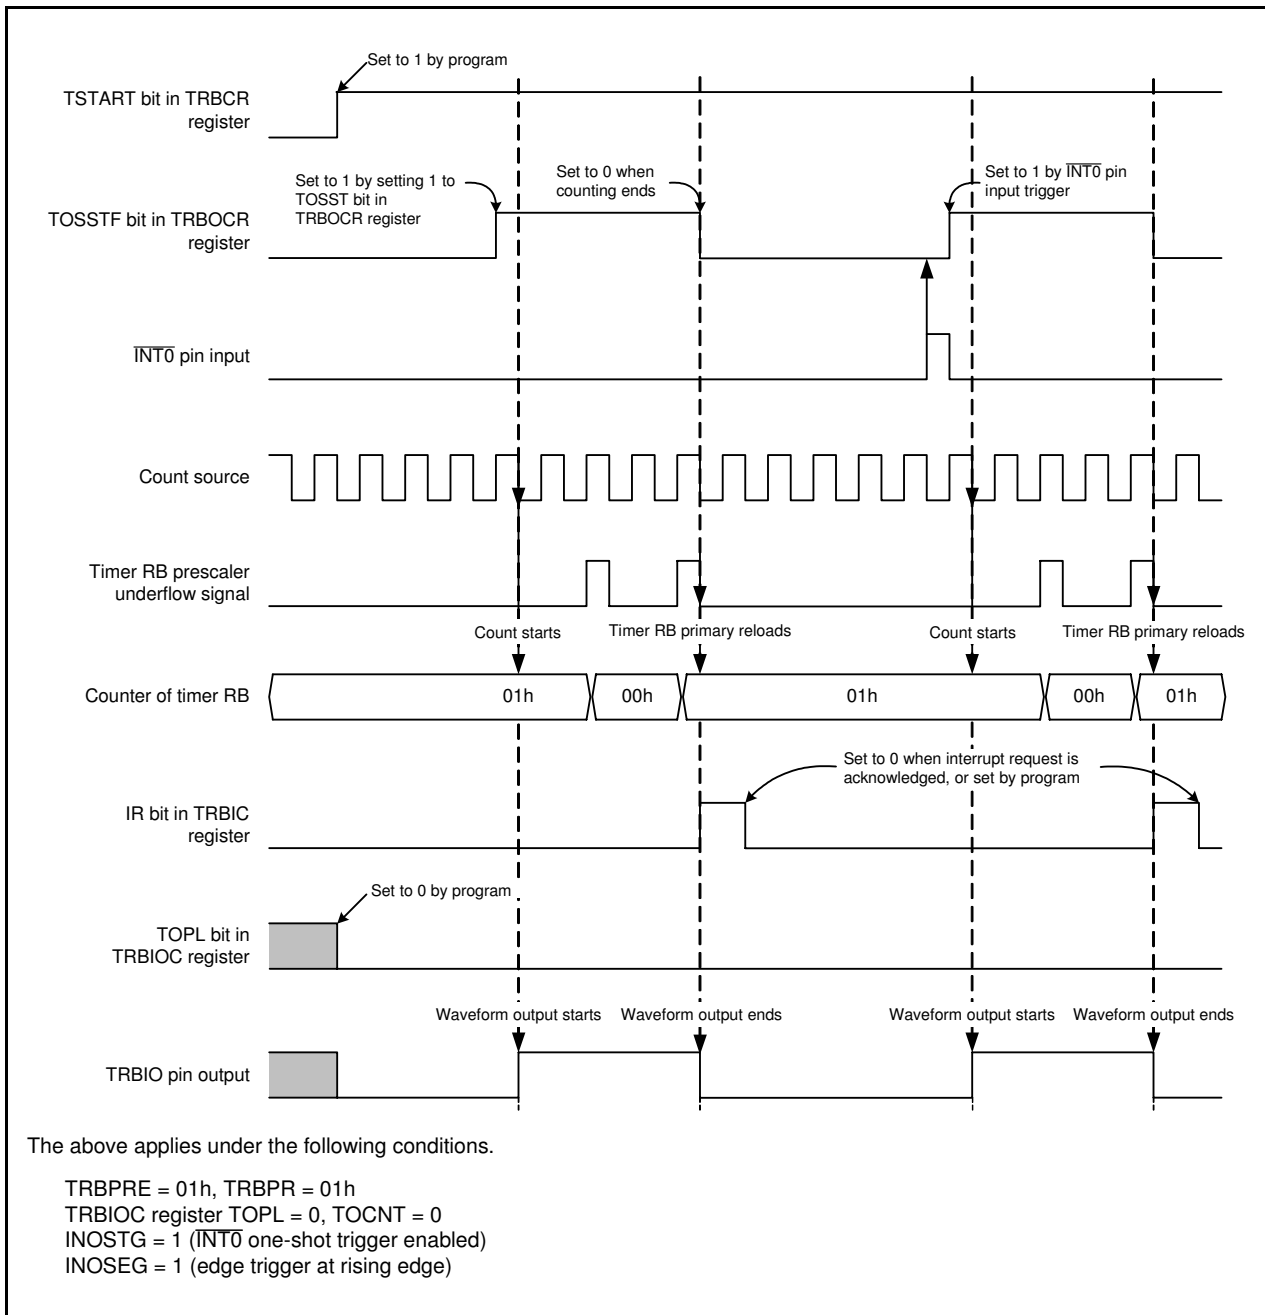 Set to 1 by program
TSTART bit in TRBCR
register
Set to 1 by setting 1 to
TOSST bit in
TRBOCR register
Set to 0 when
counting ends
Set to 1 by INT0 pin
input trigger
TOSSTF bit in TRBOCR
register
INT0 pin input
Count source
Timer RB prescaler
underflow signal
Count starts
Timer RB primary reloads
Count starts
Timer RB primary reloads
Counter of timer RB
01h
00h
01h
00h
01h
Set to 0 when interrupt request is
acknowledged, or set by program
IR bit in TRBIC
register
Set to 0 by program
TOPL bit in
TRBIOC register
Waveform output starts
Waveform output ends
Waveform output starts
Waveform output ends
TRBIO pin output
The above applies under the following conditions.
TRBPRE = 01h, TRBPR = 01h
TRBIOC register TOPL = 0, TOCNT = 0
INOSTG = 1 (INT0 one-shot trigger enabled)
INOSEG = 1 (edge trigger at rising edge)